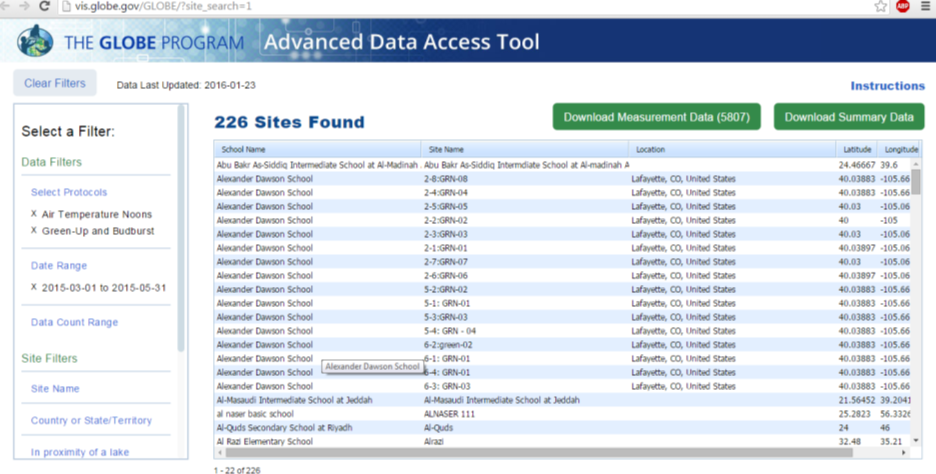 vis.globe.gov/GLOBE/?site_search=1
ABP
THE GLOBE PROGRAM Advanced Data Access Tool
Clear Filters Data Last Updated: 2016-01-23 Instructions
Select a Filter:
Data Filters
Select Protocols
X Air Temperature Noons
X Green-Up and Budburst
Date Range
X 2015-03-01 to 2015-05-31
Data Count Range
Site Filters
Site Name
Country or State/Territory
In proximity of a lake
226 Sites Found Download Measurement Data (5807) Download Summary Data
School Name Site Name Location Latitude Longitude
Abu Bakr As-Siddiq Intermediate School at Al-Madinah Abu Bakr As-Siddiq Intermdiate School at Al-madinah A 24.46667 39.6
Alexander Dawson School 2-8:GRN-08 Lafayette, CO, United States 40.03883 -105.66
Alexander Dawson School 2-4:GRN-04 Lafayette, CO, United States 40.03883 -105.66
Alexander Dawson School 2-5:GRN-05 Lafayette, CO, United States 40.03 -105.06
Alexander Dawson School 2-2:GRN-02 Lafayette, CO, United States 40 -105
Alexander Dawson School 2-3:GRN-03 Lafayette, CO, United States 40.03 -105.06
Alexander Dawson School 2-1:GRN-01 Lafayette, CO, United States 40.03897 -105.06
Alexander Dawson School 2-7:GRN-07 Lafayette, CO, United States 40.03 -105.06
Alexander Dawson School 2-6:GRN-06 Lafayette, CO, United States 40.03897 -105.06
Alexander Dawson School 5-2:GRN-02 Lafayette, CO, United States 40.03883 -105.66
Alexander Dawson School 5-1: GRN-01 Lafayette, CO, United States 40.03883 -105.66
Alexander Dawson School 5-3:GRN-03 Lafayette, CO, United States 40.03883 -105.66
Alexander Dawson School 5-4: GRN - 04 Lafayette, CO, United States 40.03883 -105.66
Alexander Dawson School 6-2:green-02 Lafayette, CO, United States 40.03883 -105.66
Alexander Dawson School 6-1: GRN-01 Lafayette, CO, United States 40.03883 -105.66
Alexander Dawson School
Alexander Dawson School 6-4: GRN-01 Lafayette, CO, United States 40.03883 -105.66
Alexander Dawson School 6-3: GRN-03 Lafayette, CO, United States 40.03883 -105.66
Al-Masaudi Intermediate School at Jeddah Al-Masaudi Intermediate School at Jeddah 21.56452 39.2041
al naser basic school ALNASER 111 25.2823 56.3326
Al-Quds Secondary School at Riyadh Al-Quds 24 46
Al Razi Elementary School Alrazi 32.48 35.21
1 - 22 of 226